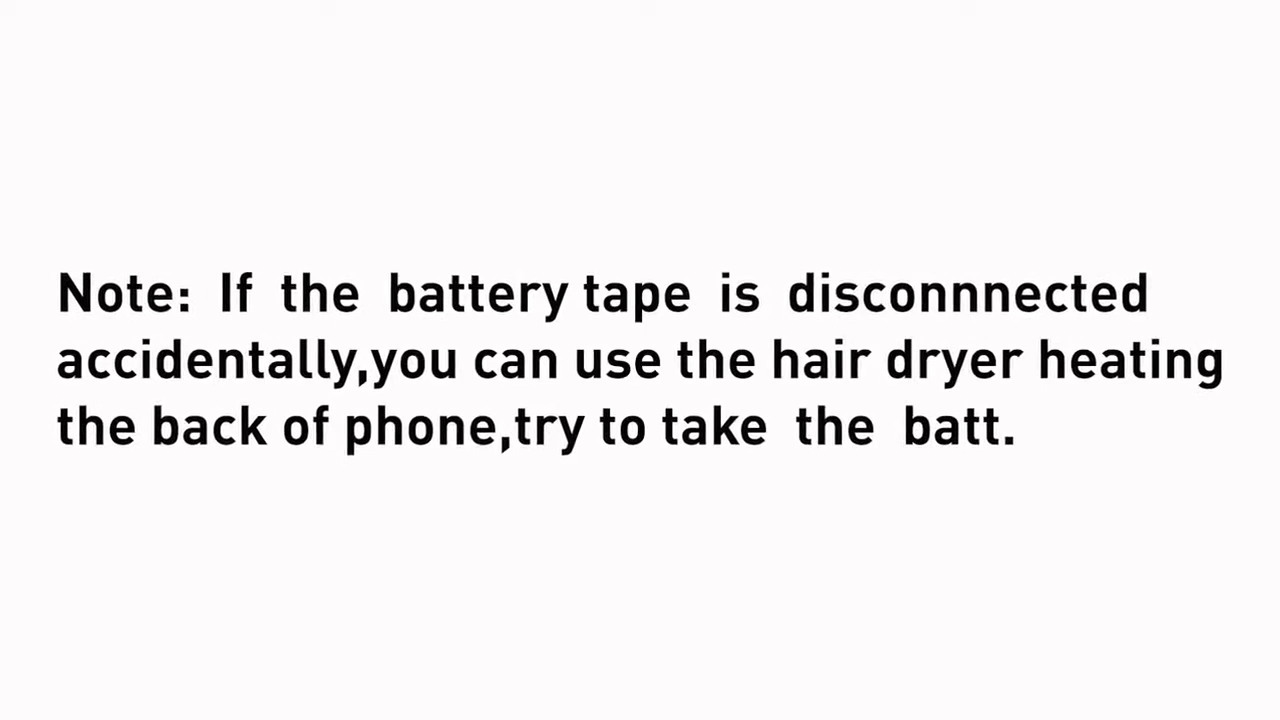 Note: If the battery tape is disconnnected
accidentally,you can use the hair dryer heating
the back of phone,try to take the batt.